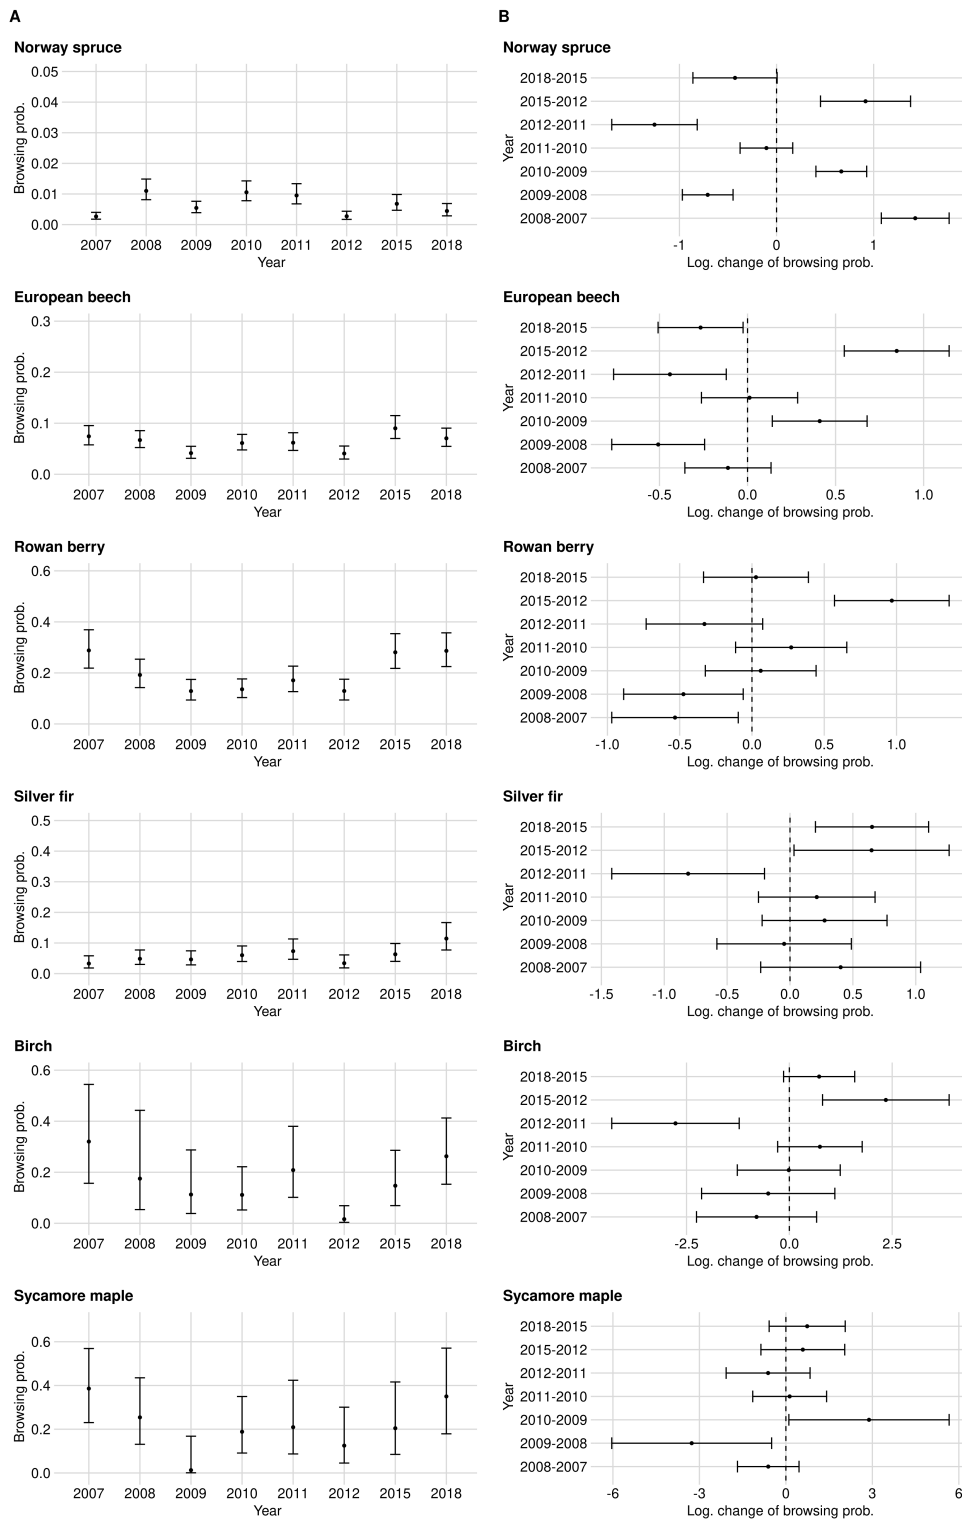 A
B
Norway spruce
Browsing prob.
0.05
0.04
0.03
0.02
0.01
0.00
2007 2008 2009 2010 2011 2012 2015 2018
Year
Norway spruce
Year
2018-2015
2015-2012
2012-2011
2011-2010
2010-2009
2009-2008
2008-2007
-1 0 1
Log. change of browsing prob.
European beech
Browsing prob.
0.3
0.2
0.1
0.0
2007 2008 2009 2010 2011 2012 2015 2018
Year
European beech
Year
2018-2015
2015-2012
2012-2011
2011-2010
2010-2009
2009-2008
2008-2007
-0.5 0.0 0.5 1.0
Log. change of browsing prob.
Rowan berry
Browsing prob.
0.6
0.4
0.2
0.0
2007 2008 2009 2010 2011 2012 2015 2018
Year
Rowan berry
Year
2018-2015
2015-2012
2012-2011
2011-2010
2010-2009
2009-2008
2008-2007
-1.0 -0.5 0.0 0.5 1.0
Log. change of browsing prob.
Silver fir
Browsing prob.
0.5
0.4
0.3
0.2
0.1
0.0
2007 2008 2009 2010 2011 2012 2015 2018
Year
Silver fir
Year
2018-2015
2015-2012
2012-2011
2011-2010
2010-2009
2009-2008
2008-2007
-1.5 -1.0 -0.5 0.0 0.5 1.0
Log. change of browsing prob.
Birch
Browsing prob.
0.6
0.4
0.2
0.0
2007 2008 2009 2010 2011 2012 2015 2018
Year
Birch
Year
2018-2015
2015-2012
2012-2011
2011-2010
2010-2009
2009-2008
2008-2007
-2.5 0.0 2.5
Log. change of browsing prob.
Sycamore maple
Browsing prob.
0.6
0.4
0.2
0.0
2007 2008 2009 2010 2011 2012 2015 2018
Year
Sycamore maple
Year
2018-2015
2015-2012
2012-2011
2011-2010
2010-2009
2009-2008
2008-2007
-6 -3 0 3 6
Log. change of browsing prob.